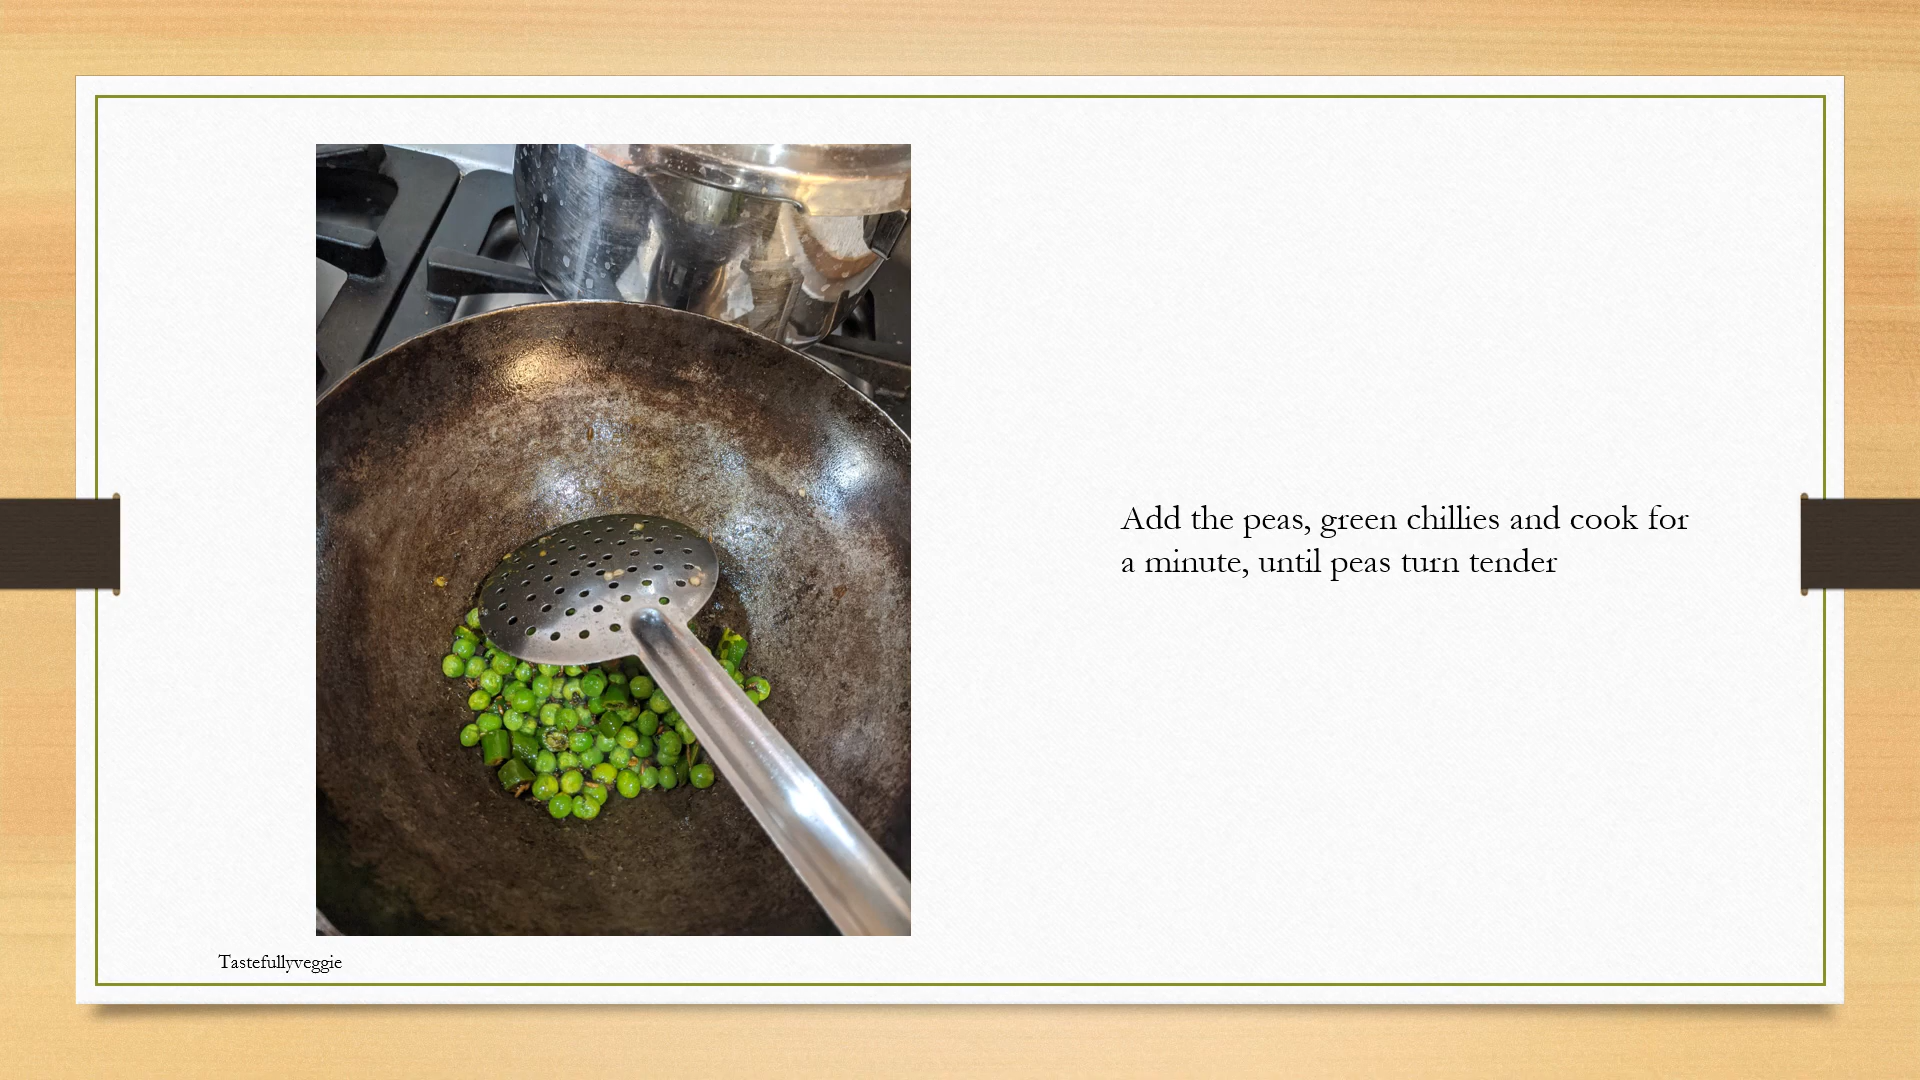 Add the peas, green chillies and cook for
a minute, until peas turn tender
Tastefullyveggie